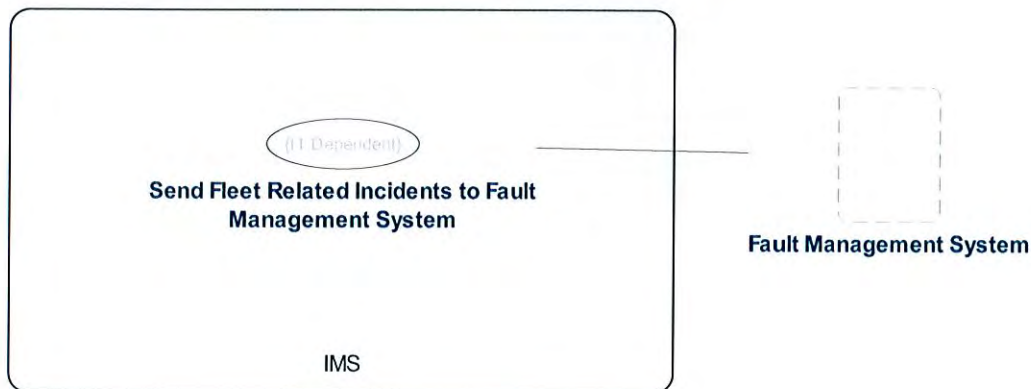 (IT Dependent)
Send Fleet Related Incidents to Fault
Management System
Fault Management System
IMS